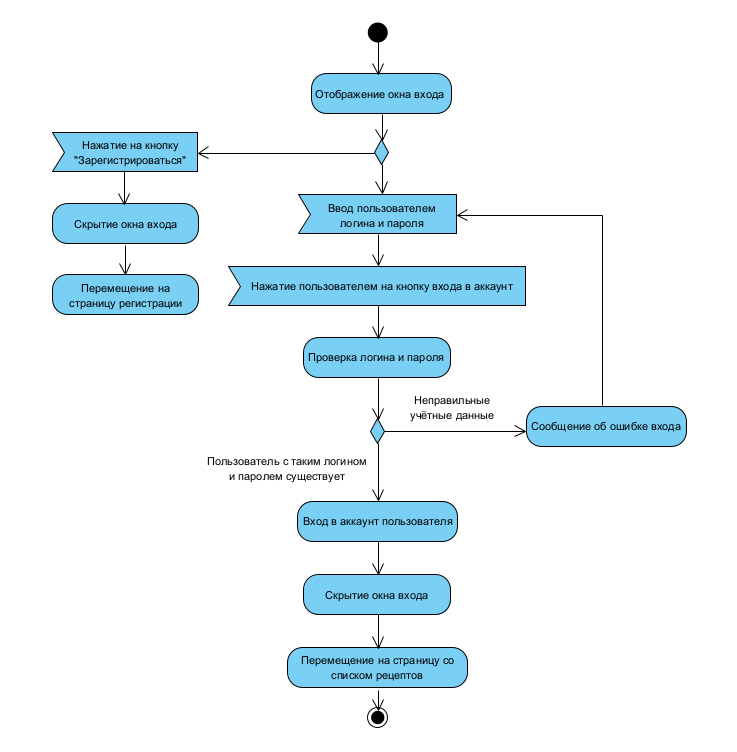 Отображение окна входа
Нажатие на кнопку
"Зарегистрироваться"
Скрытие окна входа
Перемещение на
страницу регистрации
Ввод пользователем
логина и пароля
Нажатие пользователем на кнопку входа в аккаунт
Проверка логина и пароля
Неправильные
учётные данные
Сообщение об ошибке входа
Пользователь с таким логином
и паролем существует
Вход в аккаунт пользователя
Скрытие окна входа
Перемещение на страницу со
списком рецептов